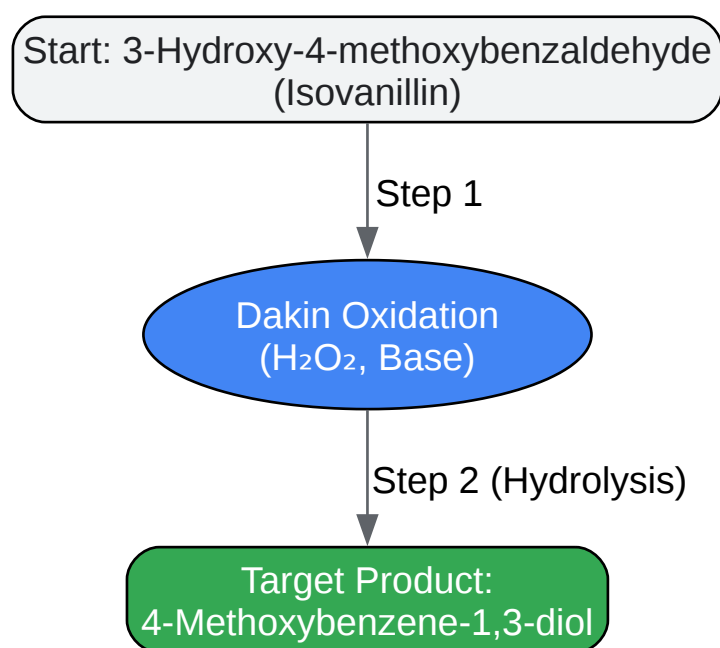 Start: 3-Hydroxy-4-methoxybenzaldehyde
(Isovanillin)
Step 1
Dakin Oxidation
(H₂O₂, Base)
Step 2 (Hydrolysis)
Target Product:
4-Methoxybenzene-1,3-diol